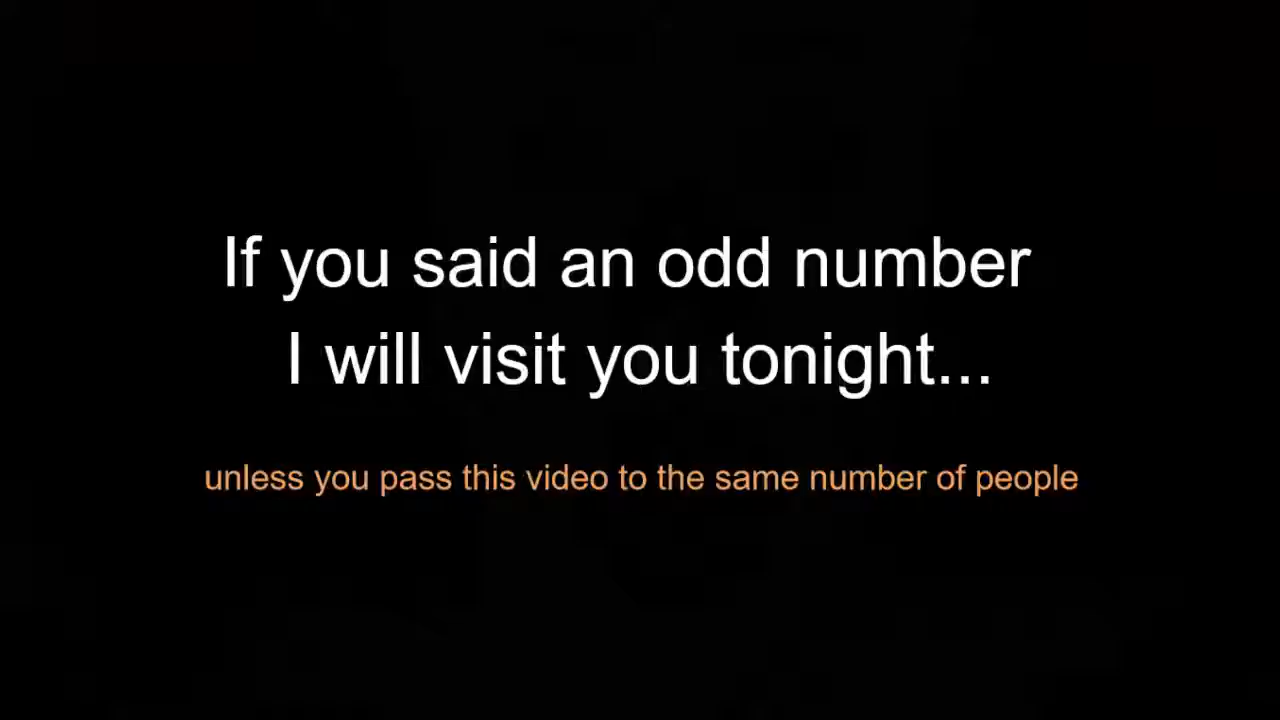 If you said an odd number
I will visit you tonight...
unless you pass this video to the same number of people